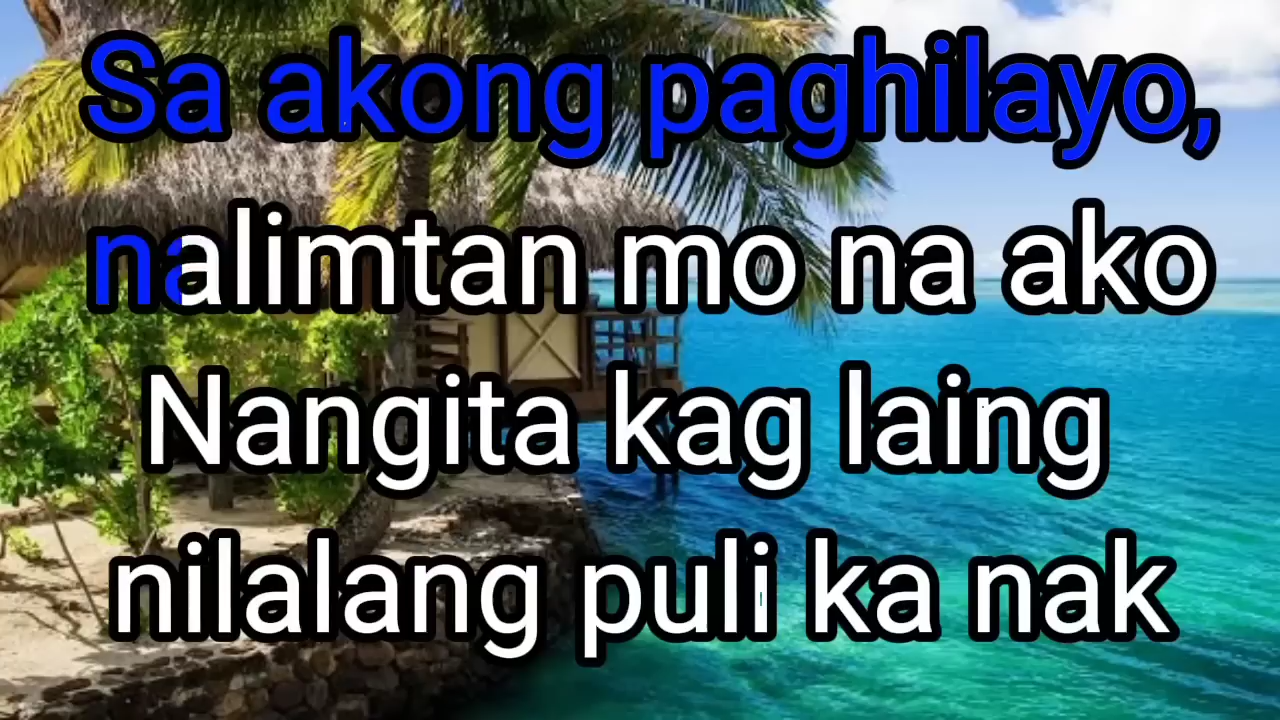 Sa akong paghilayo,
nalimtan mo na ako
Nangita kag laing
nilalang puli ka nak